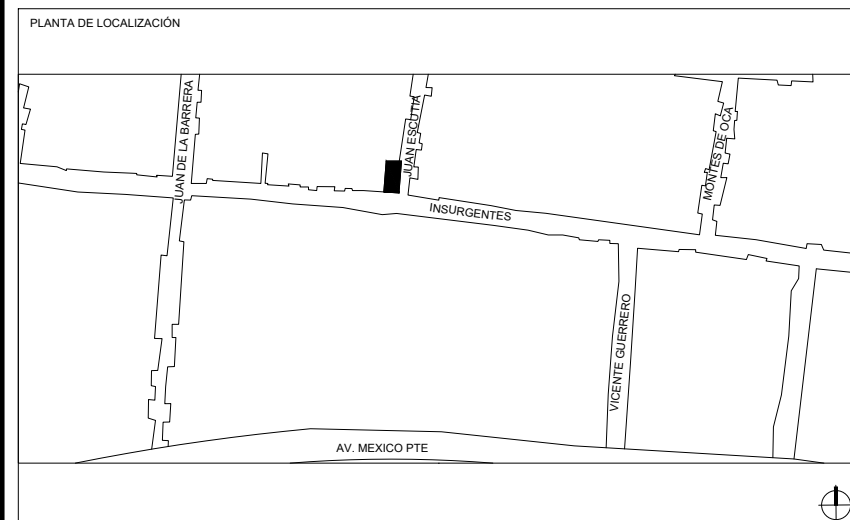 PLANTA DE LOCALIZACIÓN
JUAN DE LA BARRERA
JUAN ESCUTIA
MONTES DE OCA
INSURGENTES
VICENTE GUERRERO
AV. MEXICO PTE